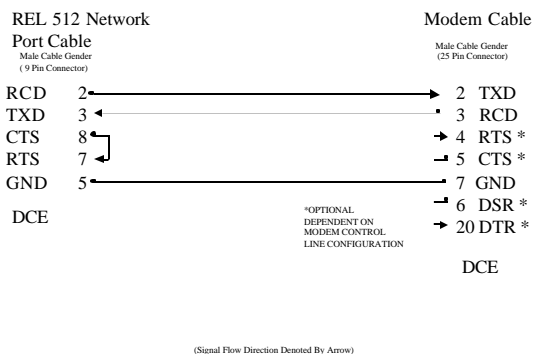 REL 512 Network
Port Cable
Male Cable Gender
( 9 Pin Connector)
Modem Cable
Male Cable Gender
(25 Pin Connector)
RCD 2
2 TXD
TXD 3
3 RCD
CTS 8
4 RTS *
RTS 7
5 CTS *
GND 5
7 GND
6 DSR *
DCE
20 DTR *
*OPTIONAL
DEPENDENT ON
MODEM CONTROL
LINE CONFIGURATION
DCE
(Signal Flow Direction Denoted By Arrow)